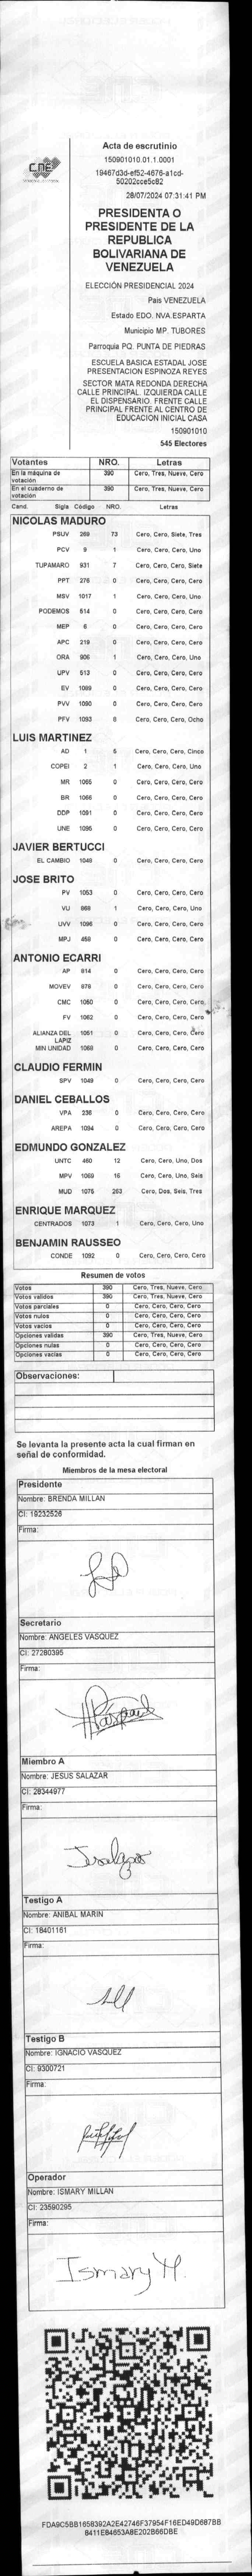 CNE
Acta de escrutinio
150901010.01.1.0001
19467d3d-ef52-4676-a1cd-
50202cce5c82
28/07/2024 07:31:41 PM
PRESIDENTA O
PRESIDENTE DE LA
REPUBLICA
BOLIVARIANA DE
VENEZUELA
ELECCIÓN PRESIDENCIAL 2024
Pais VENEZUELA
Estado EDO. NVA.ESPARTA
Municipio MP. TUBORES
Parroquia PQ. PUNTA DE PIEDRAS
ESCUELA BASICA ESTADAL JOSE
PRESENTACION ESPINOZA REYES
SECTOR MATA REDONDA DERECHA
CALLE PRINCIPAL. IZQUIERDA CALLE
EL DISPENSARIO. FRENTE CALLE
PRINCIPAL FRENTE AL CENTRO DE
EDUCACION INICIAL CASA
150901010
545 Electores
Votantes NRO. Letras
En la máquina de votación 390 Cero, Tres, Nueve, Cero
En el cuaderno de votación 390 Cero, Tres, Nueve, Cero
Cand. Sigla Código NRO. Letras
NICOLAS MADURO
PSUV 269 73 Cero, Cero, Siete, Tres
PCV 9 1 Cero, Cero, Cero, Uno
TUPAMARO 931 7 Cero, Cero, Cero, Siete
PPT 276 0 Cero, Cero, Cero, Cero
MSV 1017 1 Cero, Cero, Cero, Uno
PODEMOS 514 0 Cero, Cero, Cero, Cero
MEP 6 0 Cero, Cero, Cero, Cero
APC 219 0 Cero, Cero, Cero, Cero
ORA 906 1 Cero, Cero, Cero, Uno
UPV 513 0 Cero, Cero, Cero, Cero
EV 1089 0 Cero, Cero, Cero, Cero
PVV 1090 0 Cero, Cero, Cero, Cero
PFV 1093 8 Cero, Cero, Cero, Ocho
LUIS MARTINEZ
AD 1 5 Cero, Cero, Cero, Cinco
COPEI 2 1 Cero, Cero, Cero, Uno
MR 1065 0 Cero, Cero, Cero, Cero
BR 1066 0 Cero, Cero, Cero, Cero
DDP 1091 0 Cero, Cero, Cero, Cero
UNE 1095 0 Cero, Cero, Cero, Cero
JAVIER BERTUCCI
EL CAMBIO 1048 0 Cero, Cero, Cero, Cero
JOSE BRITO
PV 1053 0 Cero, Cero, Cero, Cero
VU 868 1 Cero, Cero, Cero, Uno
UVV 1096 0 Cero, Cero, Cero, Cero
MPJ 458 0 Cero, Cero, Cero, Cero
ANTONIO ECARRI
AP 814 0 Cero, Cero, Cero, Cero
MOVEV 878 0 Cero, Cero, Cero, Cero
CMC 1050 0 Cero, Cero, Cero, Cero
FV 1062 0 Cero, Cero, Cero, Cero
ALIANZA DEL LAPIZ 1051 0 Cero, Cero, Cero, Cero
MIN UNIDAD 1068 0 Cero, Cero, Cero, Cero
CLAUDIO FERMIN
SPV 1049 0 Cero, Cero, Cero, Cero
DANIEL CEBALLOS
VPA 236 0 Cero, Cero, Cero, Cero
AREPA 1094 0 Cero, Cero, Cero, Cero
EDMUNDO GONZALEZ
UNTC 460 12 Cero, Cero, Uno, Dos
MPV 1069 16 Cero, Cero, Uno, Seis
MUD 1075 263 Cero, Dos, Seis, Tres
ENRIQUE MARQUEZ
CENTRADOS 1073 1 Cero, Cero, Cero, Uno
BENJAMIN RAUSSEO
CONDE 1092 0 Cero, Cero, Cero, Cero
Resumen de votos
Votos 390 Cero, Tres, Nueve, Cero
Votos validos 390 Cero, Tres, Nueve, Cero
Votos parciales 0 Cero, Cero, Cero, Cero
Votos nulos 0 Cero, Cero, Cero, Cero
Votos vacios 0 Cero, Cero, Cero, Cero
Opciones validas 390 Cero, Tres, Nueve, Cero
Opciones nulas 0 Cero, Cero, Cero, Cero
Opciones vacias 0 Cero, Cero, Cero, Cero
Observaciones:
Se levanta la presente acta la cual firman en
señal de conformidad.
Miembros de la mesa electoral
Presidente
Nombre: BRENDA MILLAN
CI: 19232526
Firma:
Secretario
Nombre: ANGELES VASQUEZ
CI: 27280395
Firma:
Miembro A
Nombre: JESUS SALAZAR
CI: 28344977
Firma:
Testigo A
Nombre: ANIBAL MARIN
CI: 18401161
Firma:
Testigo B
Nombre: IGNACIO VASQUEZ
CI: 9300721
Firma:
Operador
Nombre: ISMARY MILLAN
CI: 23590295
Firma:
Ismary M.
FDA9C5BB1658392A2E42746F37954F16ED49D687BB
8411E84653A8E202B66DBE